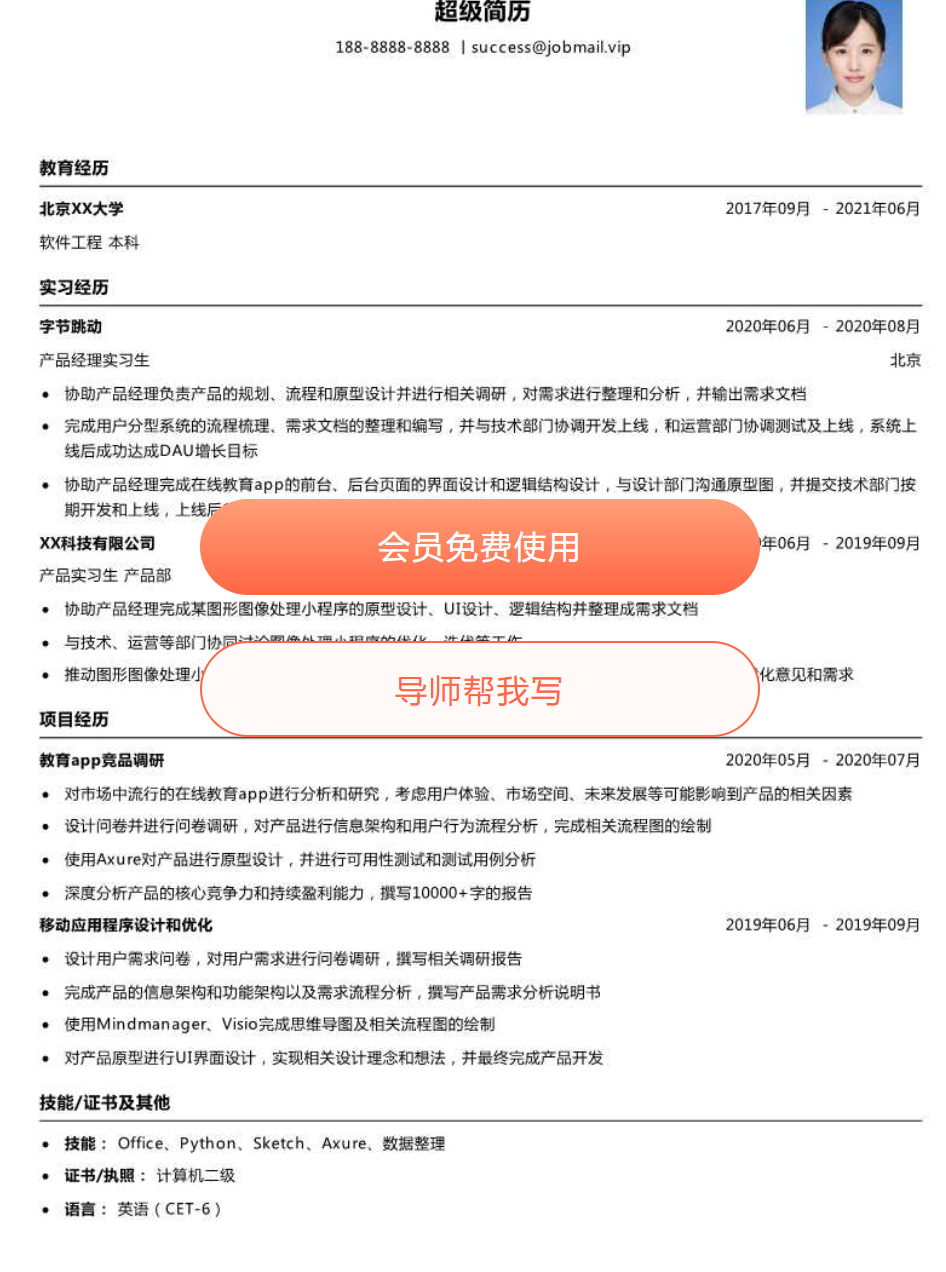 超级简历
188-8888-8888 | success@jobmail.vip
教育经历
北京XX大学 2017年09月 - 2021年06月
软件工程 本科
实习经历
字节跳动 2020年06月 - 2020年08月
产品经理实习生 北京
• 协助产品经理负责产品的规划、流程和原型设计并进行相关调研，对需求进行整理和分析，并输出需求文档
• 完成用户分型系统的流程梳理、需求文档的整理和编写，并与技术部门协调开发上线，和运营部门协调测试及上线，系统上
线后成功达成DAU增长目标
• 协助产品经理完成在线教育app的前台、后台页面的界面设计和逻辑结构设计，与设计部门沟通原型图，并提交技术部门按
期开发和上线，上线后
会员免费使用
XX科技有限公司 年06月 - 2019年09月
产品实习生 产品部
• 协助产品经理完成某图形图像处理小程序的原型设计、UI设计、逻辑结构并整理成需求文档
• 与技术、运营等部门协同讨论图像处理小程序的优化、迭代等工作
• 推动图形图像处理小 化意见和需求
导师帮我写
项目经历
教育app竞品调研 2020年05月 - 2020年07月
• 对市场中流行的在线教育app进行分析和研究，考虑用户体验、市场空间、未来发展等可能影响到产品的相关因素
• 设计问卷并进行问卷调研，对产品进行信息架构和用户行为流程分析，完成相关流程图的绘制
• 使用Axure对产品进行原型设计，并进行可用性测试和测试用例分析
• 深度分析产品的核心竞争力和持续盈利能力，撰写10000+字的报告
移动应用程序设计和优化 2019年06月 - 2019年09月
• 设计用户需求问卷，对用户需求进行问卷调研，撰写相关调研报告
• 完成产品的信息架构和功能架构以及需求流程分析，撰写产品需求分析说明书
• 使用Mindmanager、Visio完成思维导图及相关流程图的绘制
• 对产品原型进行UI界面设计，实现相关设计理念和想法，并最终完成产品开发
技能/证书及其他
• 技能： Office、Python、Sketch、Axure、数据整理
• 证书/执照： 计算机二级
• 语言： 英语（CET-6）